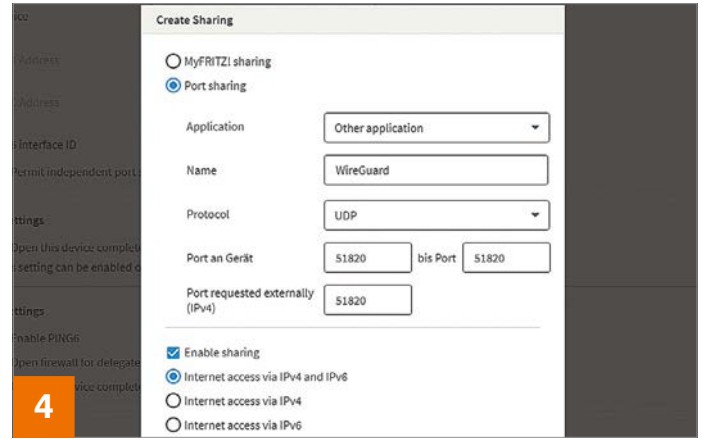 Create Sharing
MyFRITZ! sharing
Port sharing
Application
Other application
Name
WireGuard
Protocol
UDP
Port an Gerät
51820
bis Port
51820
Port requested externally
(IPv4)
51820
Enable sharing
Internet access via IPv4 and IPv6
Internet access via IPv4
Internet access via IPv6
Address
Address
interface ID
Permit independent port
ttings
Open this device complet
setting can be enabled o
ttings
Enable PING6
Open firewall for delegate
vice complet
4